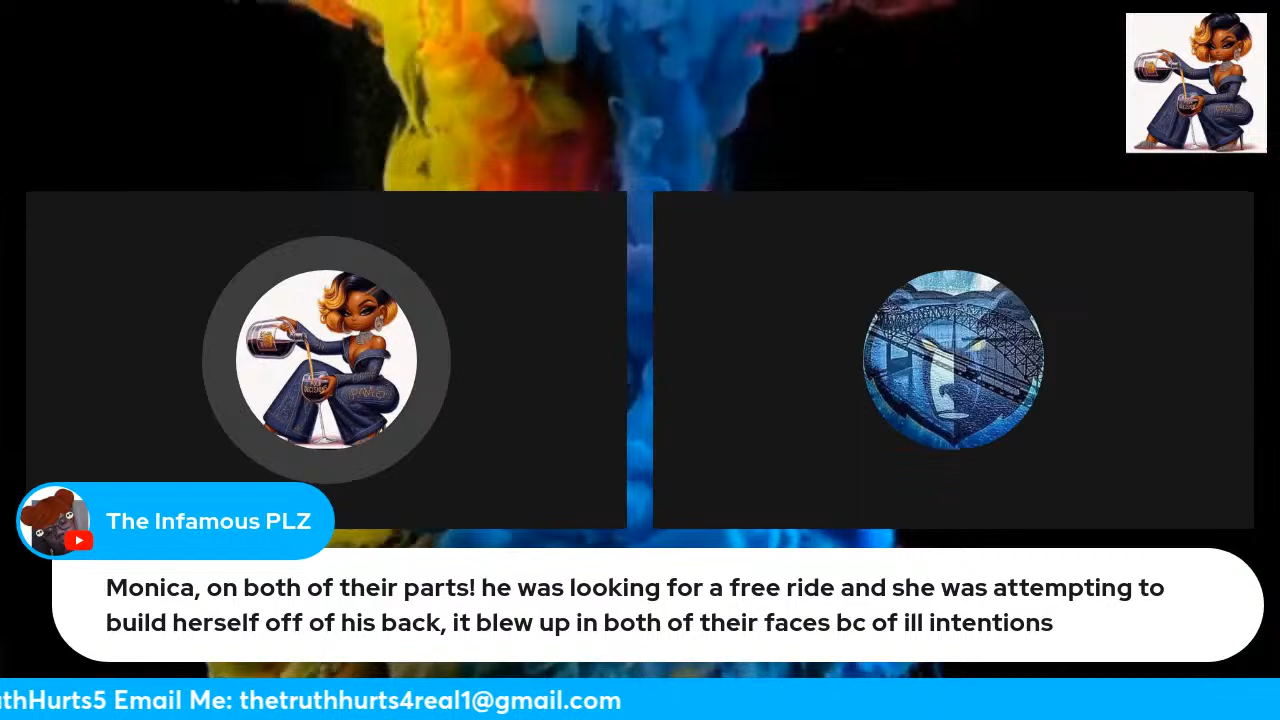 The Infamous PLZ
Monica, on both of their parts! he was looking for a free ride and she was attempting to
build herself off of his back, it blew up in both of their faces bc of ill intentions
uthHurts5 Email Me: thetruthhurts4real1@gmail.com